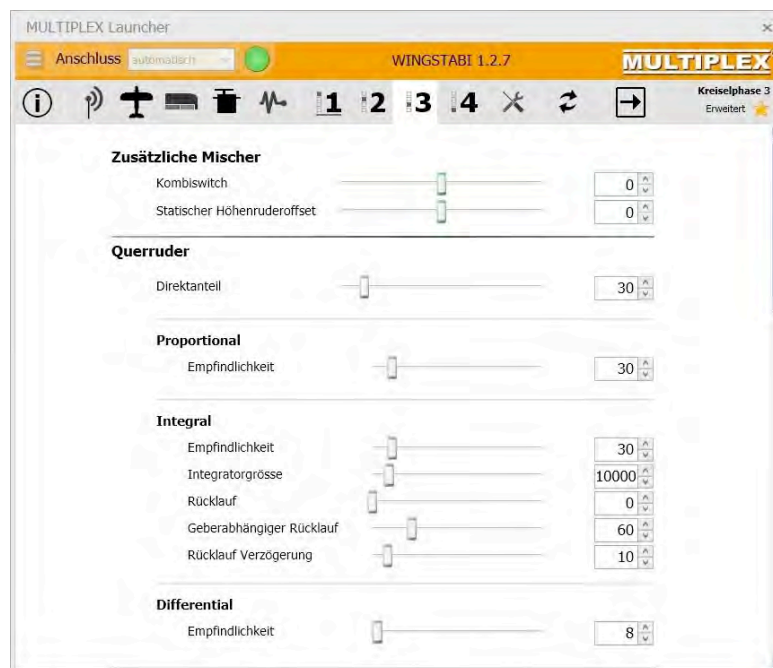 MULTIPLEX Launcher ×
Anschluss automatisch WINGSTABI 1.2.7 MULTIPLEX
1 2 3 4 Kreiselphase 3
Erweitert
Zusätzliche Mischer
Kombiswitch 0
Statischer Höhenruderoffset 0
Querruder
Direktanteil 30
Proportional
Empfindlichkeit 30
Integral
Empfindlichkeit 30
Integratorgrösse 10000
Rücklauf 0
Geberabhängiger Rücklauf 60
Rücklauf Verzögerung 10
Differential
Empfindlichkeit 8